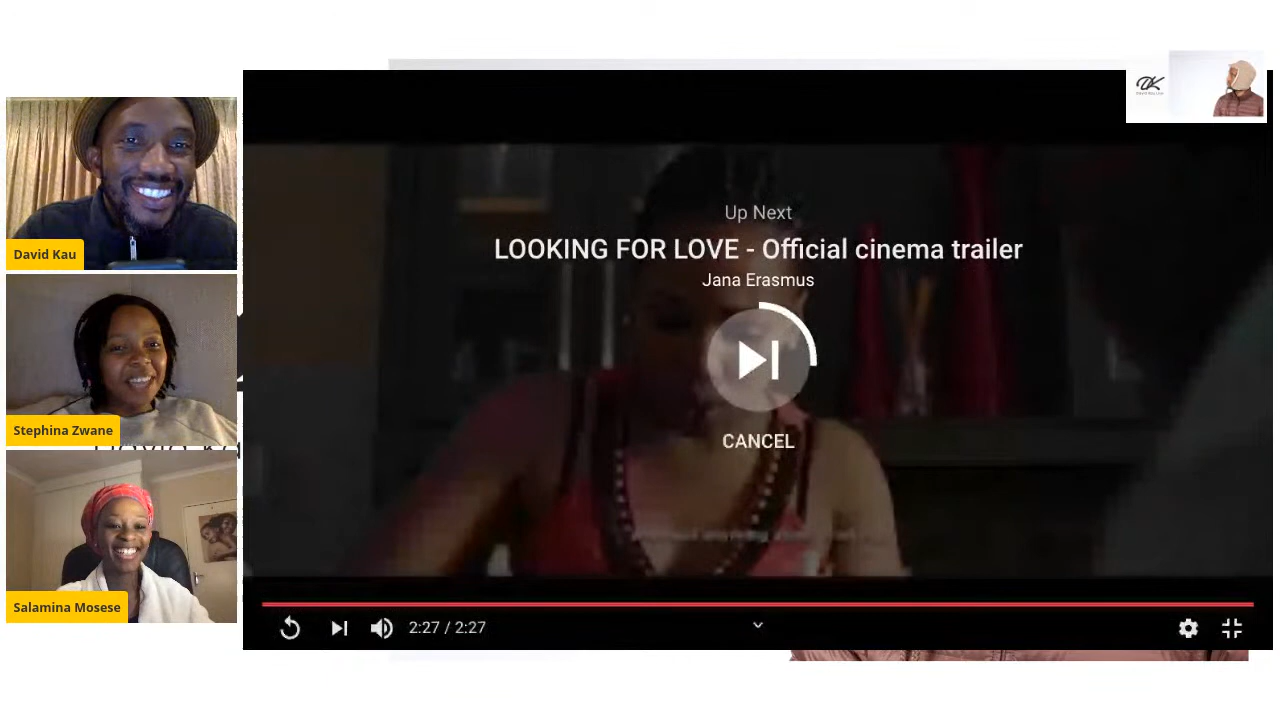 David Kau
Stephina Zwane
Salamina Mosese
Up Next
LOOKING FOR LOVE - Official cinema trailer
Jana Erasmus
CANCEL
2:27 / 2:27
DK